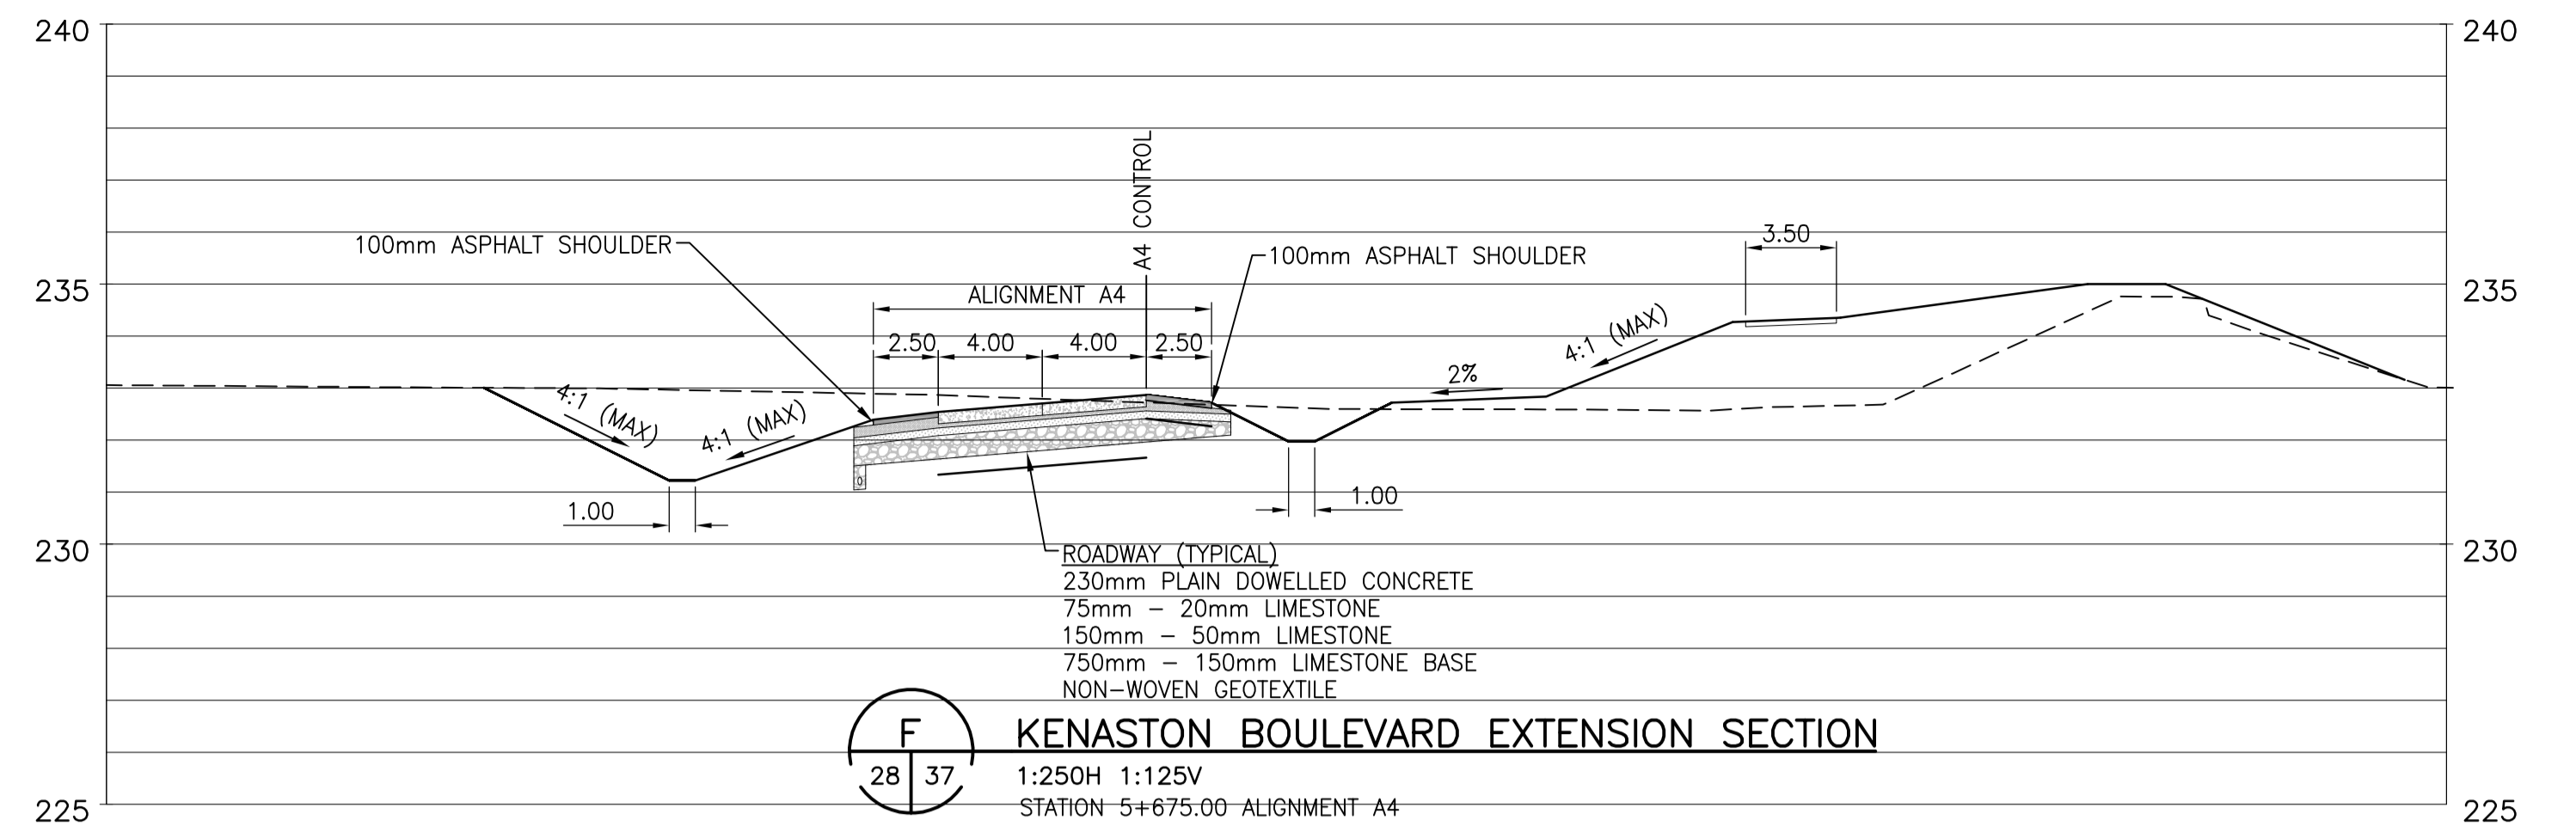 240
240
A4 CONTROL
3.50
100mm ASPHALT SHOULDER
100mm ASPHALT SHOULDER
235
ALIGNMENT A4
235
2.50 4.00 4.00 2.50
4:1 (MAX)
2%
4:1 (MAX)
4:1 (MAX)
1.00
1.00
230
230
ROADWAY (TYPICAL)
230mm PLAIN DOWELLED CONCRETE
75mm – 20mm LIMESTONE
150mm – 50mm LIMESTONE
750mm – 150mm LIMESTONE BASE
NON-WOVEN GEOTEXTILE
F
28 37
KENASTON BOULEVARD EXTENSION SECTION
1:250H 1:125V
STATION 5+675.00 ALIGNMENT A4
225
225